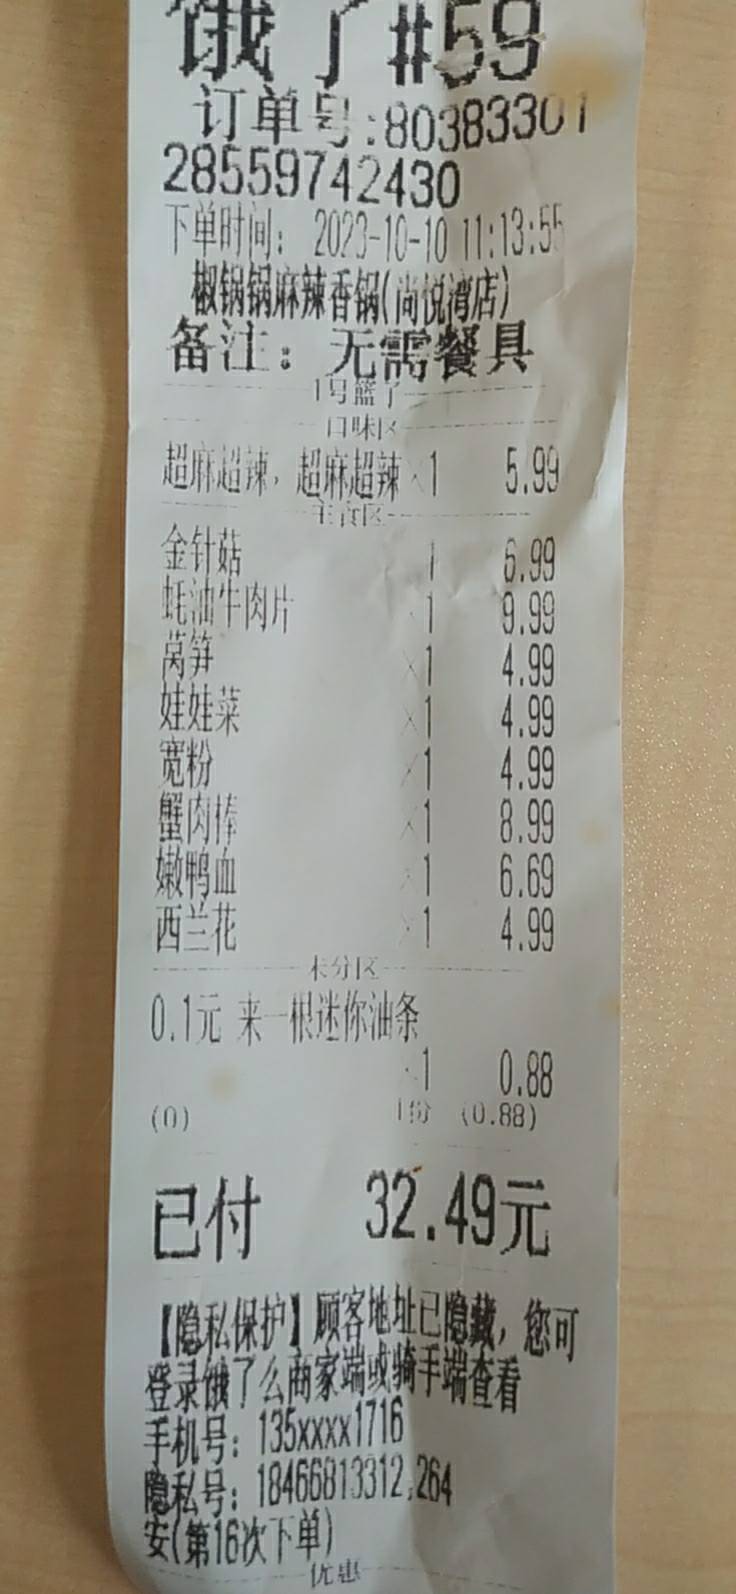 饿了#59
订单号:80383301
28559742430
下单时间: 2023-10-10 11:13:55
椒锅锅麻辣香锅(尚悦湾店)
备注: 无需餐具
1号篮子
口味区
超麻超辣, 超麻超辣 ×1 5.99
主食区
金针菇 1 6.99
蚝油牛肉片 ×1 9.99
莴笋 ×1 4.99
娃娃菜 ×1 4.99
宽粉 ×1 4.99
蟹肉棒 ×1 8.99
嫩鸭血 ×1 6.69
西兰花 ×1 4.99
未分区
0.1元 来一根迷你油条
×1 0.88
(0) 1份 (0.88)
已付 32.49元
【隐私保护】顾客地址已隐藏, 您可
登录饿了么商家端或骑手端查看
手机号: 135xxxx1716
隐私号: 18466813312,264
安(第16次下单)
优惠